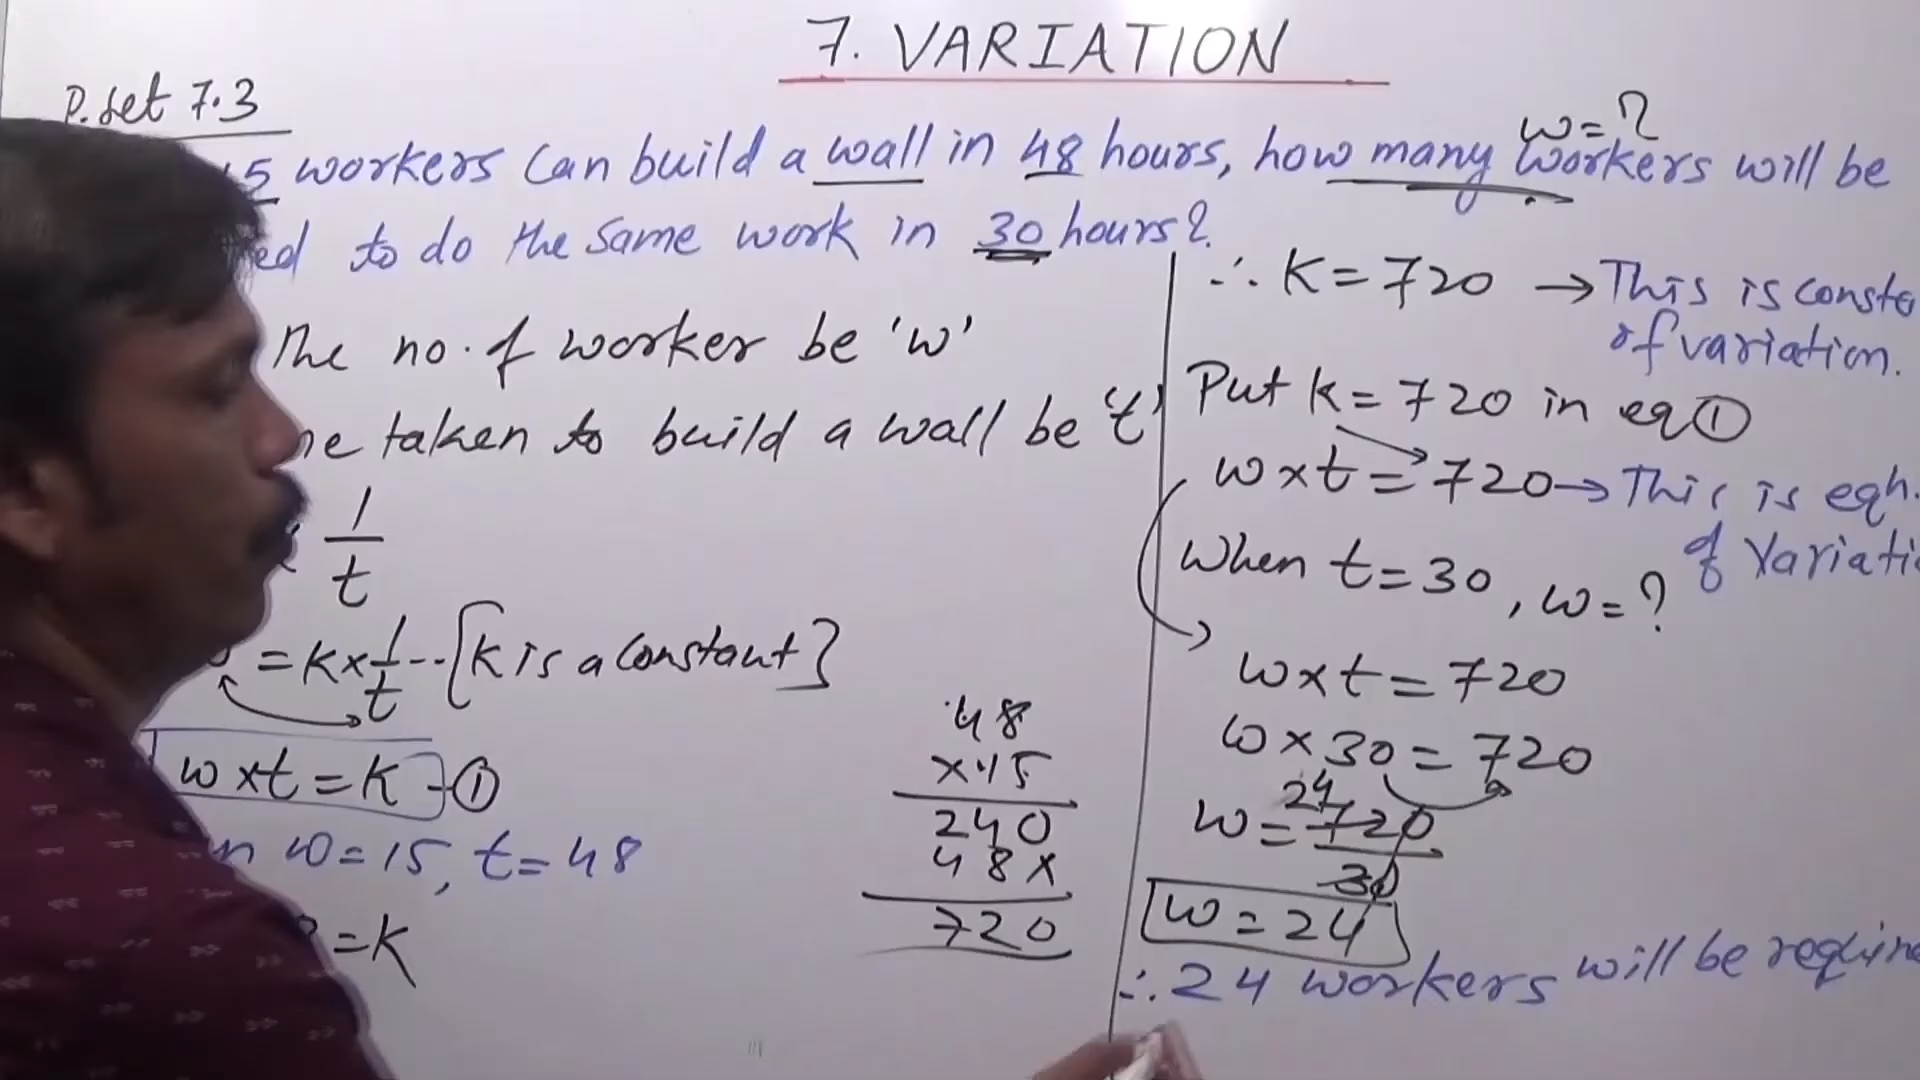 7. VARIATION
P. Set 7.3
5 workers can build a wall in 48 hours, how many workers will be
w=?
ed to do the same work in 30 hours?
The no. of worker be 'w'
ne taken to build a wall be 't'
1
t
= K × 1/t -- [K is a constant]
w×t = K - ①
n w=15, t=48
=K
48
×15
240
48×
720
∴ K=720 → This is consta
of variation.
Put k=720 in eq ①
w×t=720 → This is eqn.
of Variati
When t=30, w=?
w×t=720
w×30=720
24
w=720
30
w=24
∴ 24 workers will be require